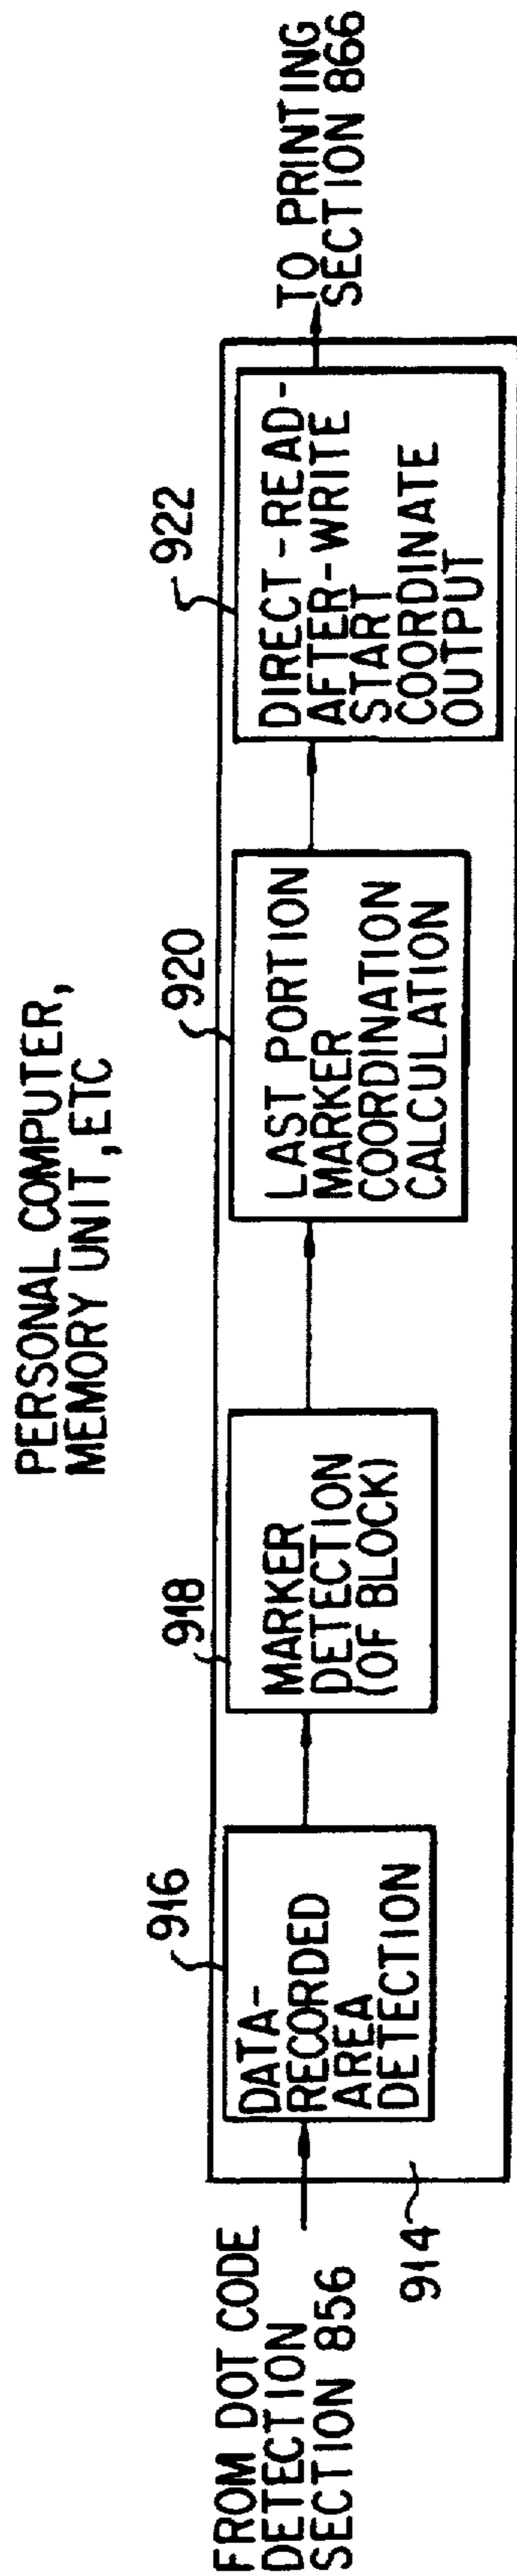 PERSONAL COMPUTER,
MEMORY UNIT, ETC
FROM DOT CODE
DETECTION
SECTION 856
914
916
DATA-
RECORDED
AREA
DETECTION
918
MARKER
DETECTION
(OF BLOCK)
920
LAST PORTION
MARKER
COORDINATION
CALCULATION
922
DIRECT-READ-
AFTER-WRITE
START
COORDINATE
OUTPUT
TO PRINTING
SECTION 866